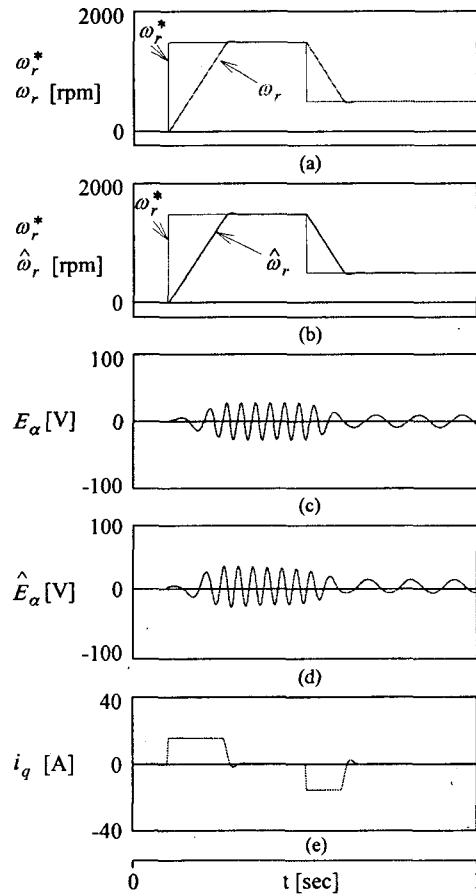 2000
ω_r*
ω_r*
ω_r [rpm]
ω_r
0
(a)
2000
ω_r*
ω_r*
ω̂_r [rpm]
ω̂_r
0
(b)
100
E_α [V]
0
-100
(c)
100
Ê_α [V]
0
-100
(d)
40
i_q [A]
0
-40
(e)
0
t [sec]